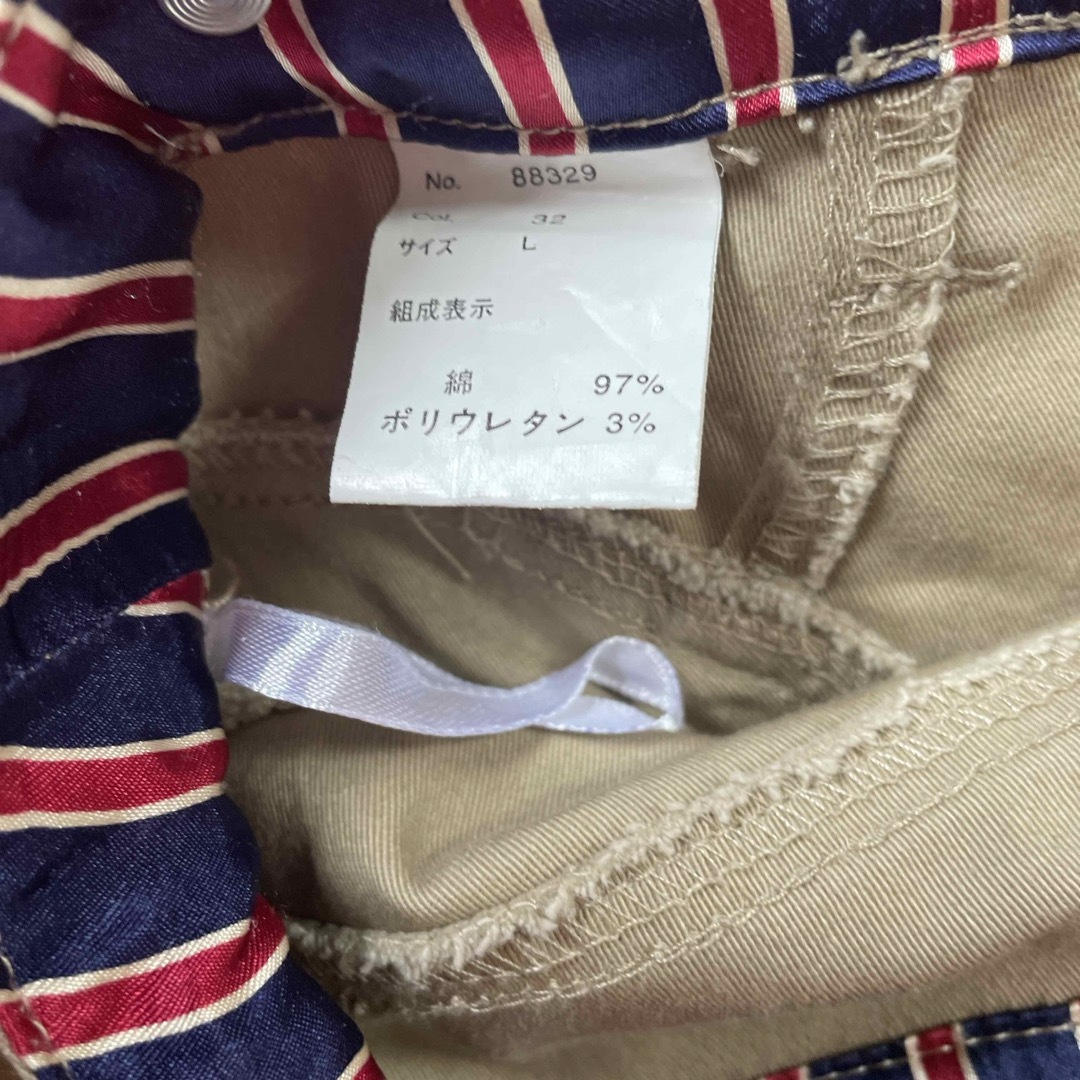 No. 88329
Col. 32
サイズ L
組成表示
綿 97%
ポリウレタン 3%